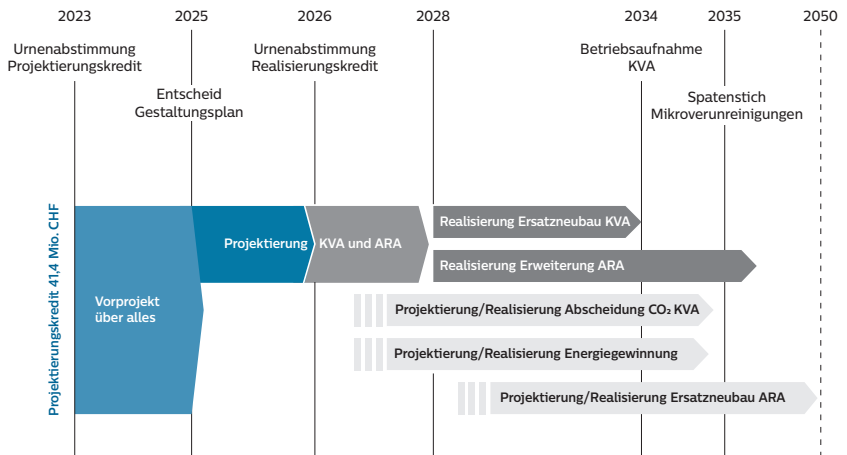 2023
2025
2026
2028
2034
2035
2050
Urnenabstimmung
Projektierungskredit
Urnenabstimmung
Realisierungskredit
Betriebsaufnahme
KVA
Entscheid
Gestaltungsplan
Spatenstich
Mikroverunreinigungen
Projektierungskredit 41,4 Mio. CHF
Vorprojekt
über alles
Projektierung KVA und ARA
Realisierung Ersatzneubau KVA
Realisierung Erweiterung ARA
Projektierung/Realisierung Abscheidung CO₂ KVA
Projektierung/Realisierung Energiegewinnung
Projektierung/Realisierung Ersatzneubau ARA